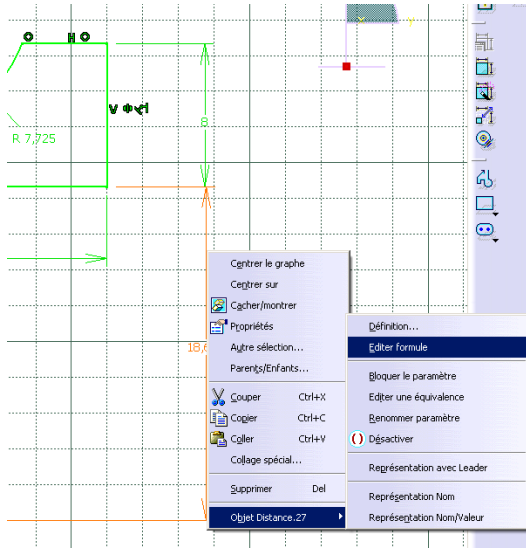 H
V
R 7,725
8
Centrer le graphe
Centrer sur
Cacher/montrer
Propriétés
Autre sélection...
Parents/Enfants...
Couper Ctrl+X
Copier Ctrl+C
Coller Ctrl+V
Collage spécial...
Supprimer Del
Objet Distance.27
Définition...
Editer formule
Bloquer le paramètre
Editer une équivalence
Renommer paramètre
Désactiver
Représentation avec Leader
Représentation Nom
Représentation Nom/Valeur